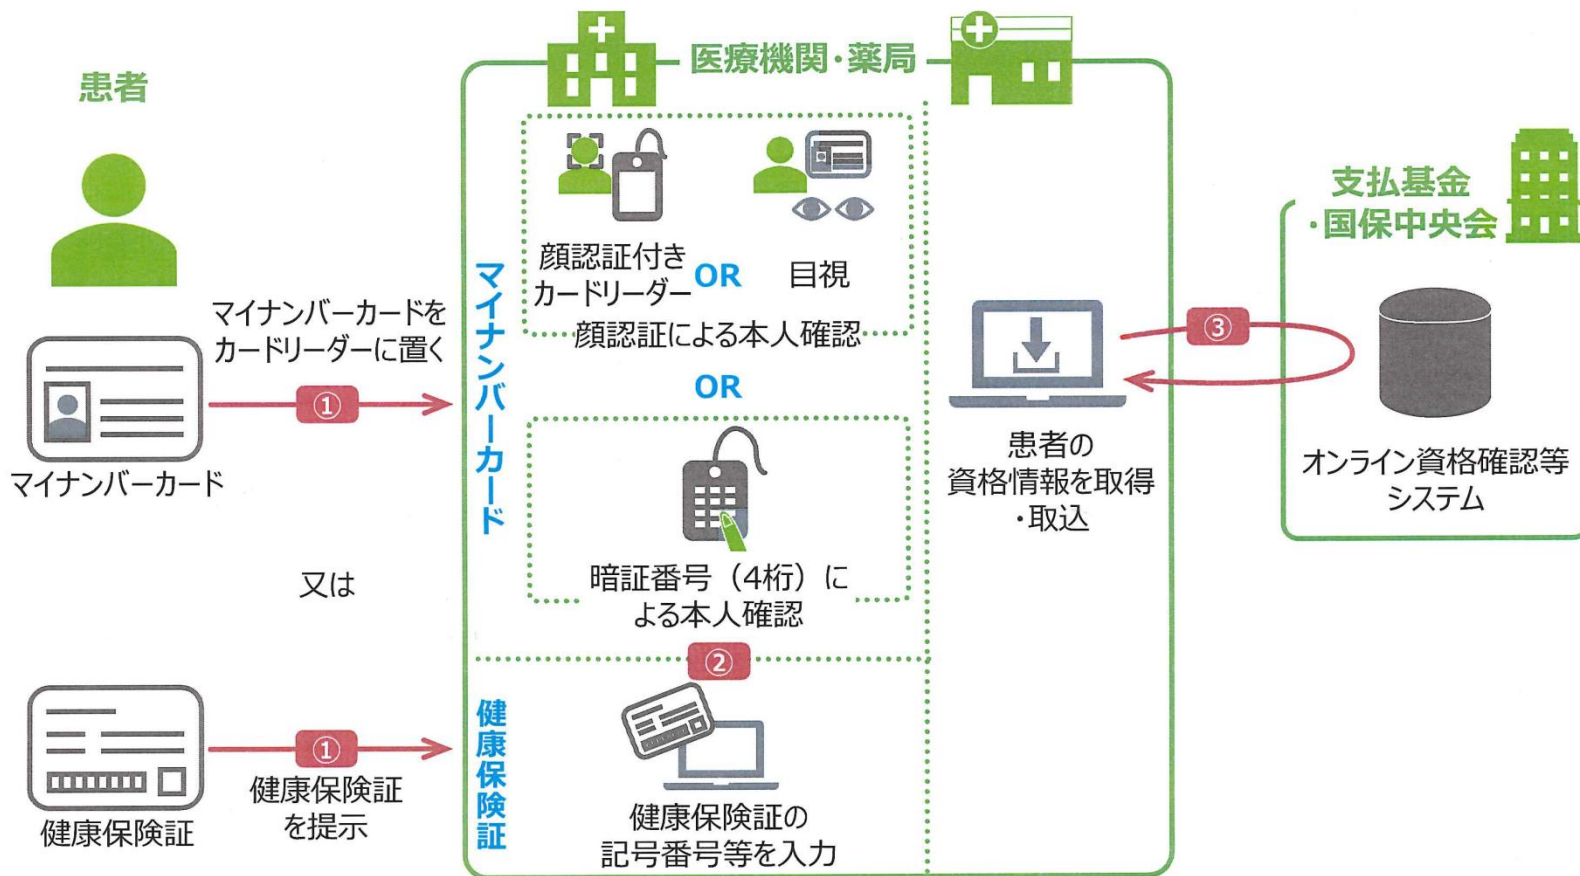 医療機関・薬局
患者
支払基金
・国保中央会
マイナンバーカードを
カードリーダーに置く
①
マイナンバーカード
又は
①
健康保険証
を提示
健康保険証
マイナンバーカード
顔認証付き
カードリーダー
OR
目視
顔認証による本人確認
OR
暗証番号（4桁）に
よる本人確認
②
健康保険証
健康保険証の
記号番号等を入力
患者の
資格情報を取得
・取込
③
オンライン資格確認等
システム